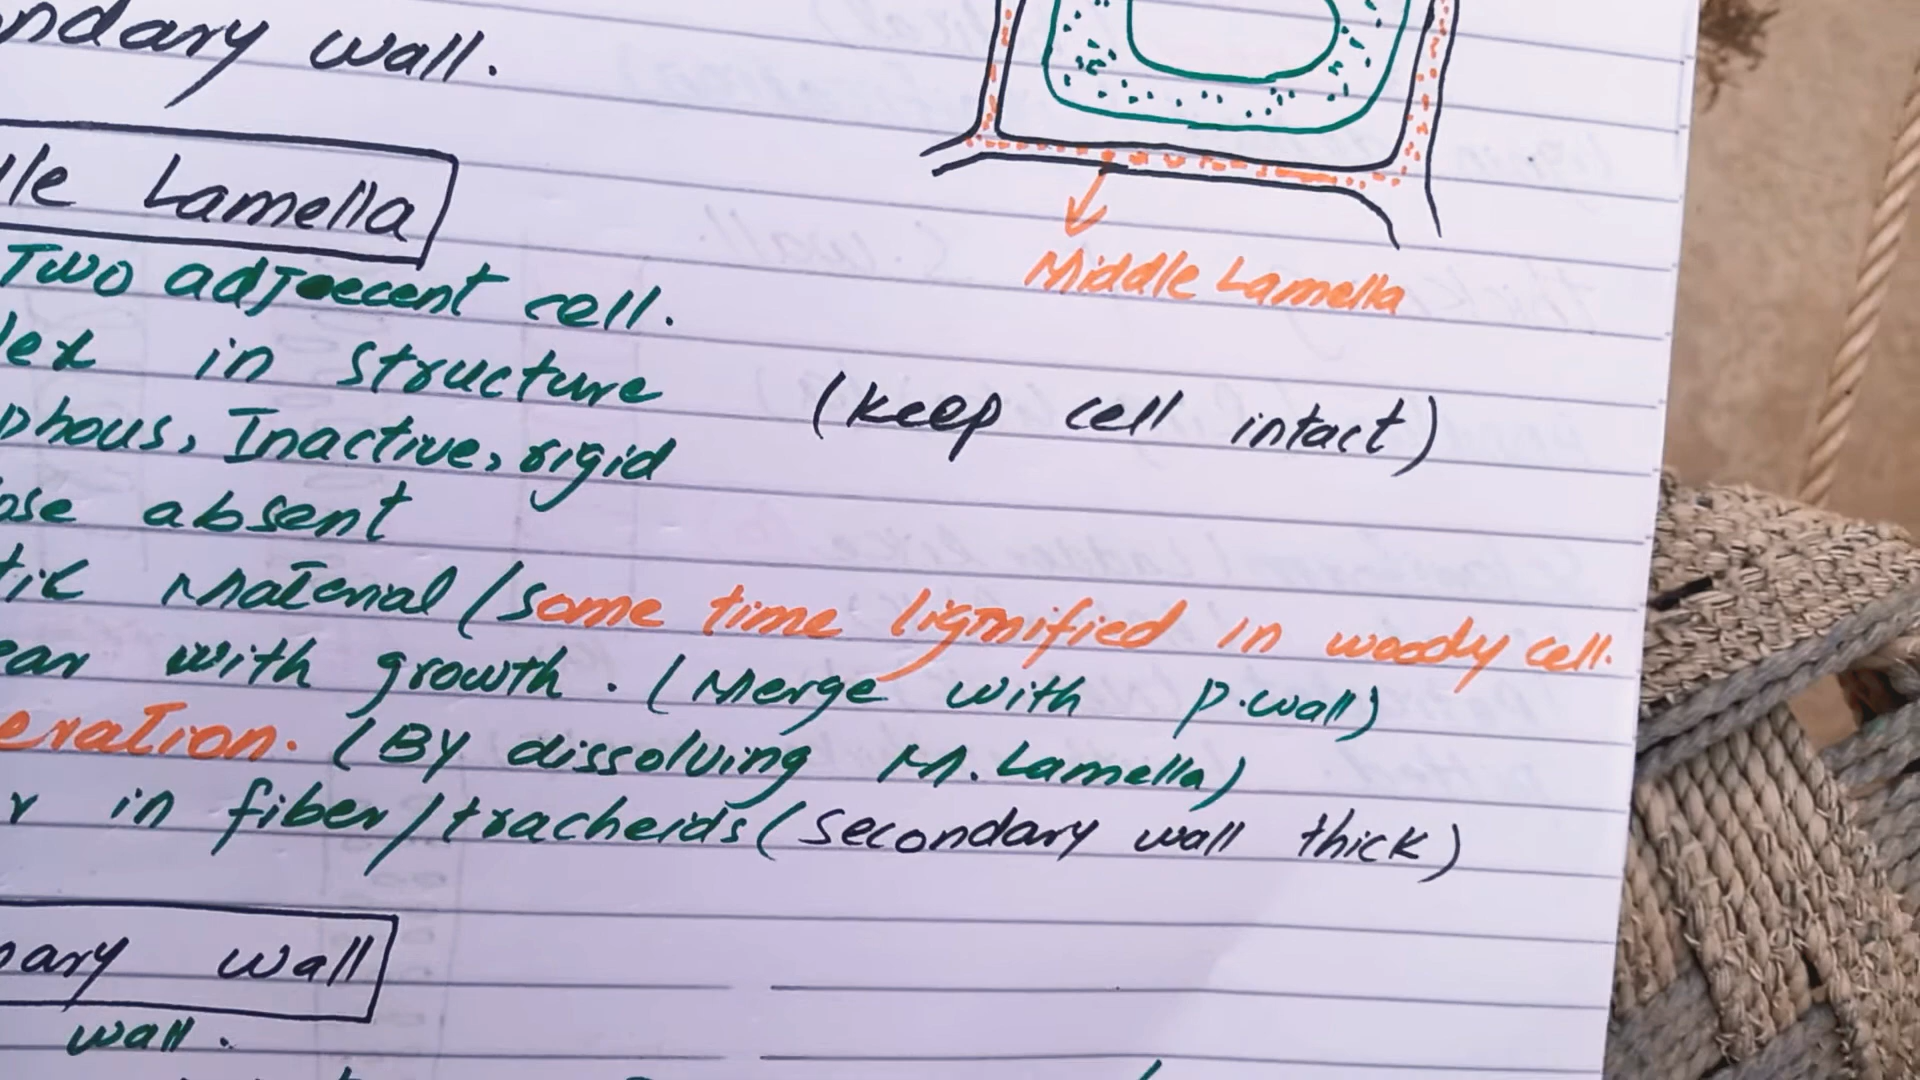 ndary wall.
lle Lamella
Middle Lamella
Two adjecent cell.
lex in structure (keep cell intact)
phous, Inactive, rigid
ose absent
tic Material (some time lignified in woody cell.
ear with growth. (Merge with p.wall)
eration. (By dissolving M. Lamella)
r in fiber/tracheids (secondary wall thick)
ary wall
wall.